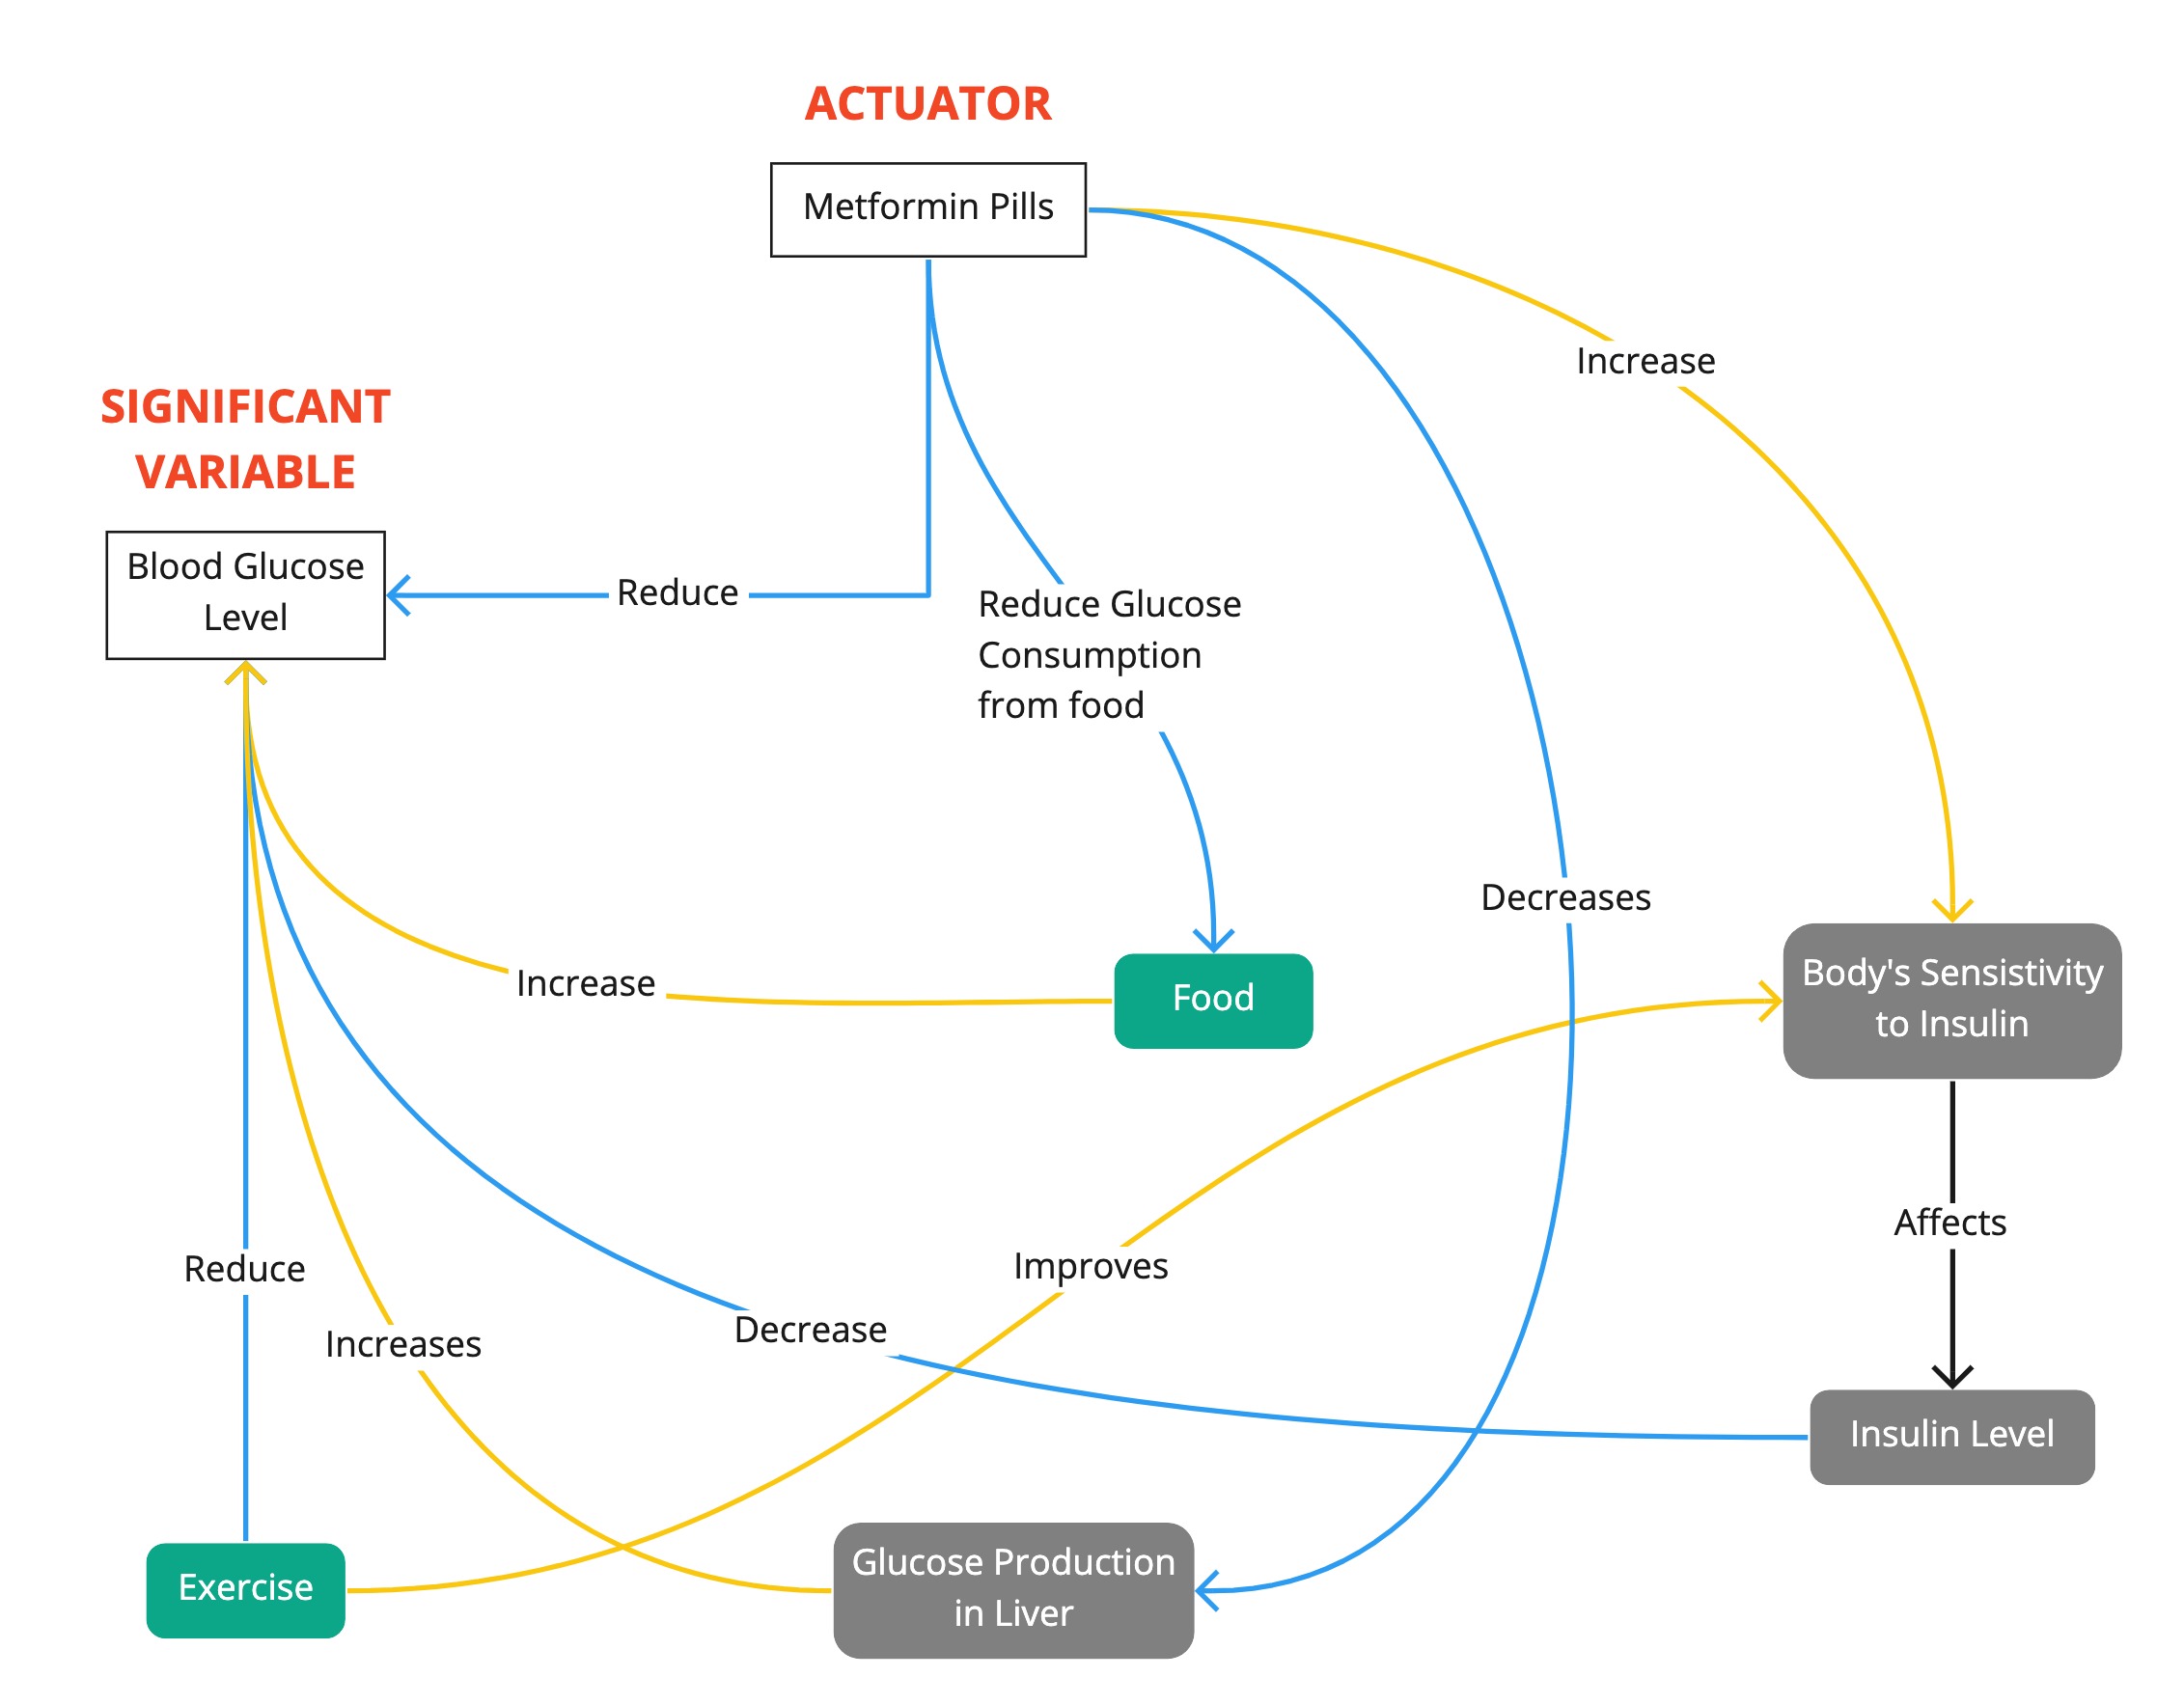 ACTUATOR
Metformin Pills
Increase
SIGNIFICANT
VARIABLE
Blood Glucose
Level
Reduce
Reduce Glucose
Consumption
from food
Decreases
Increase
Food
Body's Sensistivity
to Insulin
Affects
Reduce
Improves
Increases
Decrease
Insulin Level
Exercise
Glucose Production
in Liver